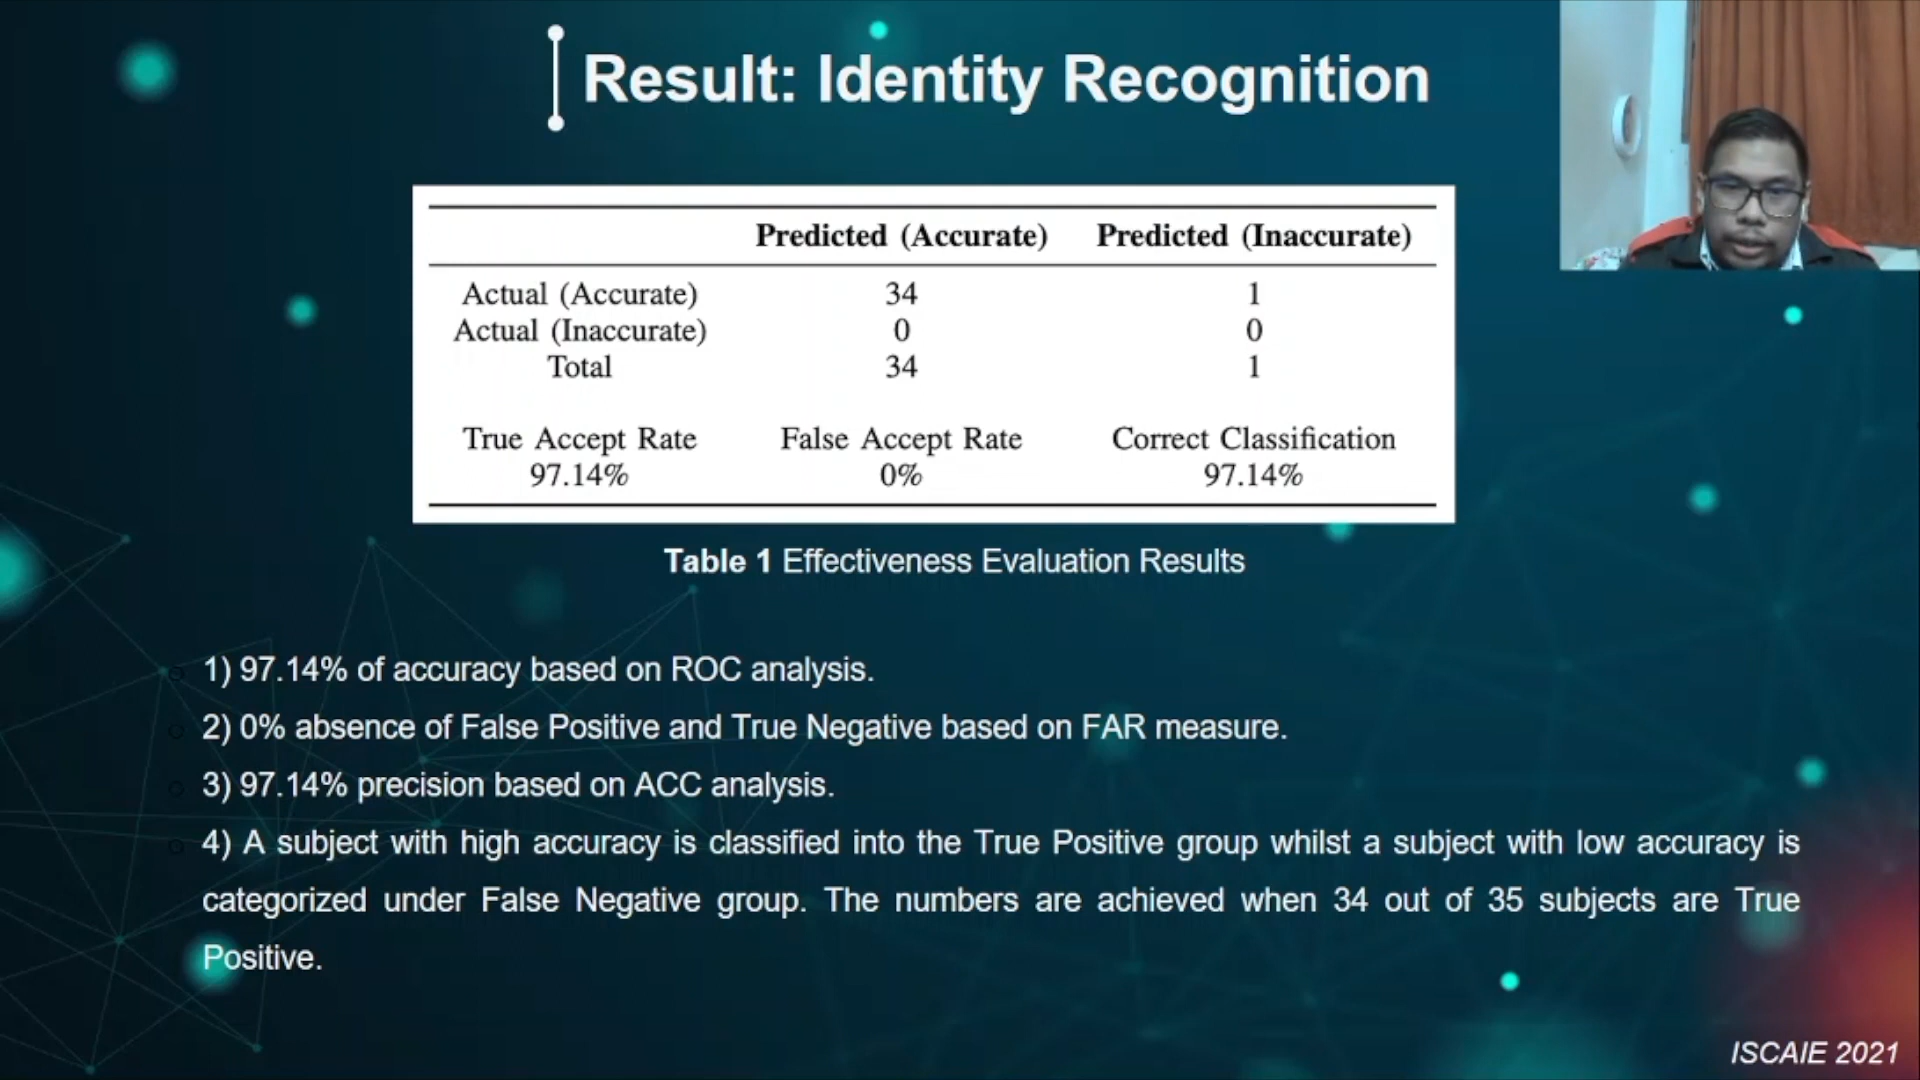 Result: Identity Recognition
Predicted (Accurate) Predicted (Inaccurate)
Actual (Accurate) 34 1
Actual (Inaccurate) 0 0
Total 34 1
True Accept Rate False Accept Rate Correct Classification
97.14% 0% 97.14%
Table 1 Effectiveness Evaluation Results
1) 97.14% of accuracy based on ROC analysis.
2) 0% absence of False Positive and True Negative based on FAR measure.
3) 97.14% precision based on ACC analysis.
4) A subject with high accuracy is classified into the True Positive group whilst a subject with low accuracy is
categorized under False Negative group. The numbers are achieved when 34 out of 35 subjects are True
Positive.
ISCAIE 2021